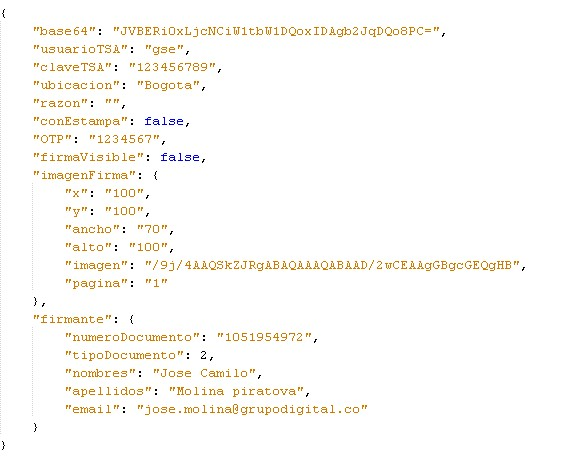 {
"base64": "JVBERi0xLjcNCiW1tbW1DQoxIDAgb2JqDQo8PC=",
"usuarioTSA": "gse",
"claveTSA": "123456789",
"ubicacion": "Bogota",
"razon": "",
"conEstampa": false,
"OTP": "1234567",
"firmaVisible": false,
"imagenFirma": {
"x": "100",
"y": "100",
"ancho": "70",
"alto": "100",
"imagen": "/9j/4AAQSkZJRgABAQAAAQABAAD/2wCEAAgGBgcGEQgHB",
"pagina": "1"
},
"firmante": {
"numeroDocumento": "1051954972",
"tipoDocumento": 2,
"nombres": "Jose Camilo",
"apellidos": "Molina piratova",
"email": "jose.molina@grupodigital.co"
}
}